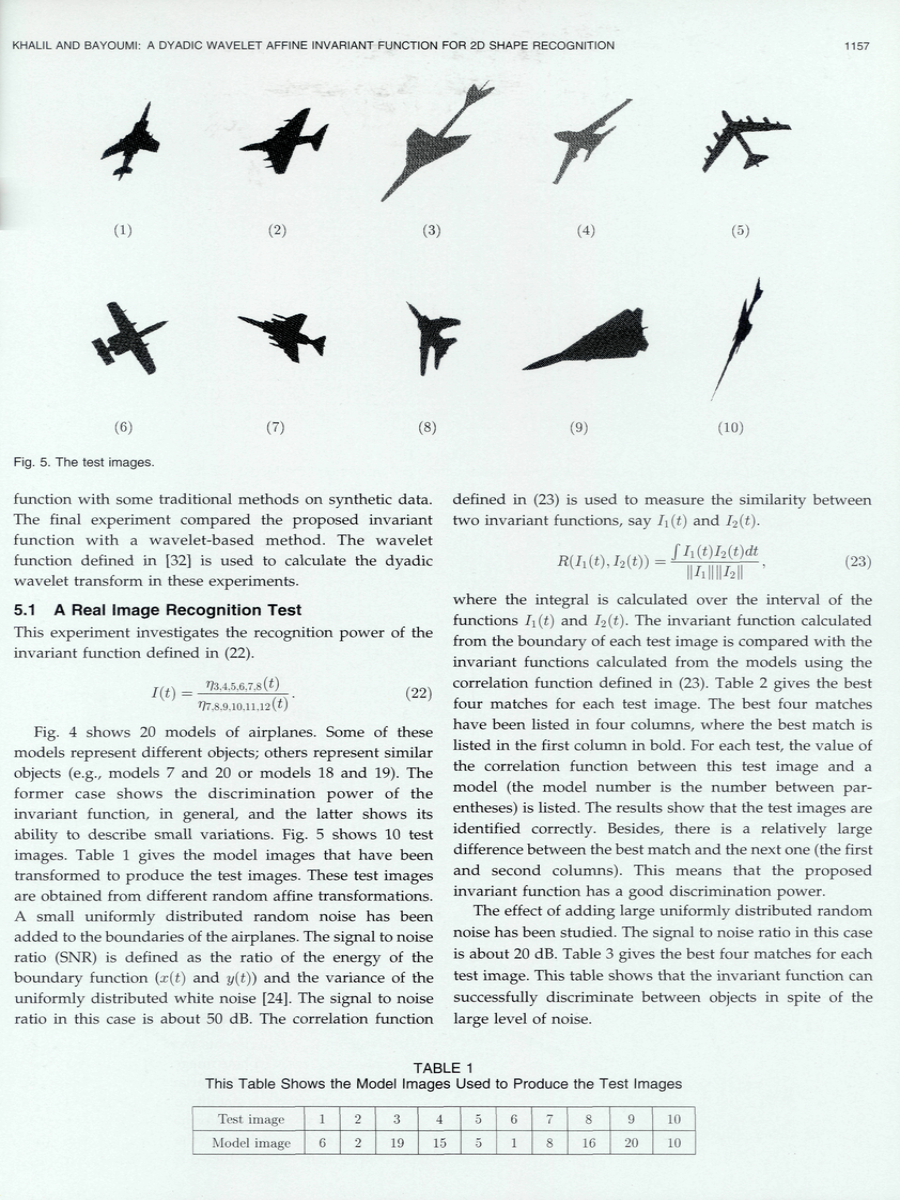 KHALIL AND BAYOUMI: A DYADIC WAVELET AFFINE INVARIANT FUNCTION FOR 2D SHAPE RECOGNITION 1157
(1) (2) (3) (4) (5)
(6) (7) (8) (9) (10)
Fig. 5. The test images.
function with some traditional methods on synthetic data.
The final experiment compared the proposed invariant
function with a wavelet-based method. The wavelet
function defined in [32] is used to calculate the dyadic
wavelet transform in these experiments.
5.1 A Real Image Recognition Test
This experiment investigates the recognition power of the
invariant function defined in (22).
I(t) = η3,4,5,6,7,8(t) / η7,8,9,10,11,12(t) . (22)
Fig. 4 shows 20 models of airplanes. Some of these
models represent different objects; others represent similar
objects (e.g., models 7 and 20 or models 18 and 19). The
former case shows the discrimination power of the
invariant function, in general, and the latter shows its
ability to describe small variations. Fig. 5 shows 10 test
images. Table 1 gives the model images that have been
transformed to produce the test images. These test images
are obtained from different random affine transformations.
A small uniformly distributed random noise has been
added to the boundaries of the airplanes. The signal to noise
ratio (SNR) is defined as the ratio of the energy of the
boundary function (x(t) and y(t)) and the variance of the
uniformly distributed white noise [24]. The signal to noise
ratio in this case is about 50 dB. The correlation function
defined in (23) is used to measure the similarity between
two invariant functions, say I1(t) and I2(t).
R(I1(t), I2(t)) = ∫ I1(t)I2(t)dt / ‖I1‖‖I2‖ , (23)
where the integral is calculated over the interval of the
functions I1(t) and I2(t). The invariant function calculated
from the boundary of each test image is compared with the
invariant functions calculated from the models using the
correlation function defined in (23). Table 2 gives the best
four matches for each test image. The best four matches
have been listed in four columns, where the best match is
listed in the first column in bold. For each test, the value of
the correlation function between this test image and a
model (the model number is the number between par-
entheses) is listed. The results show that the test images are
identified correctly. Besides, there is a relatively large
difference between the best match and the next one (the first
and second columns). This means that the proposed
invariant function has a good discrimination power.
The effect of adding large uniformly distributed random
noise has been studied. The signal to noise ratio in this case
is about 20 dB. Table 3 gives the best four matches for each
test image. This table shows that the invariant function can
successfully discriminate between objects in spite of the
large level of noise.
TABLE 1
This Table Shows the Model Images Used to Produce the Test Images
Test image 1 2 3 4 5 6 7 8 9 10
Model image 6 2 19 15 5 1 8 16 20 10